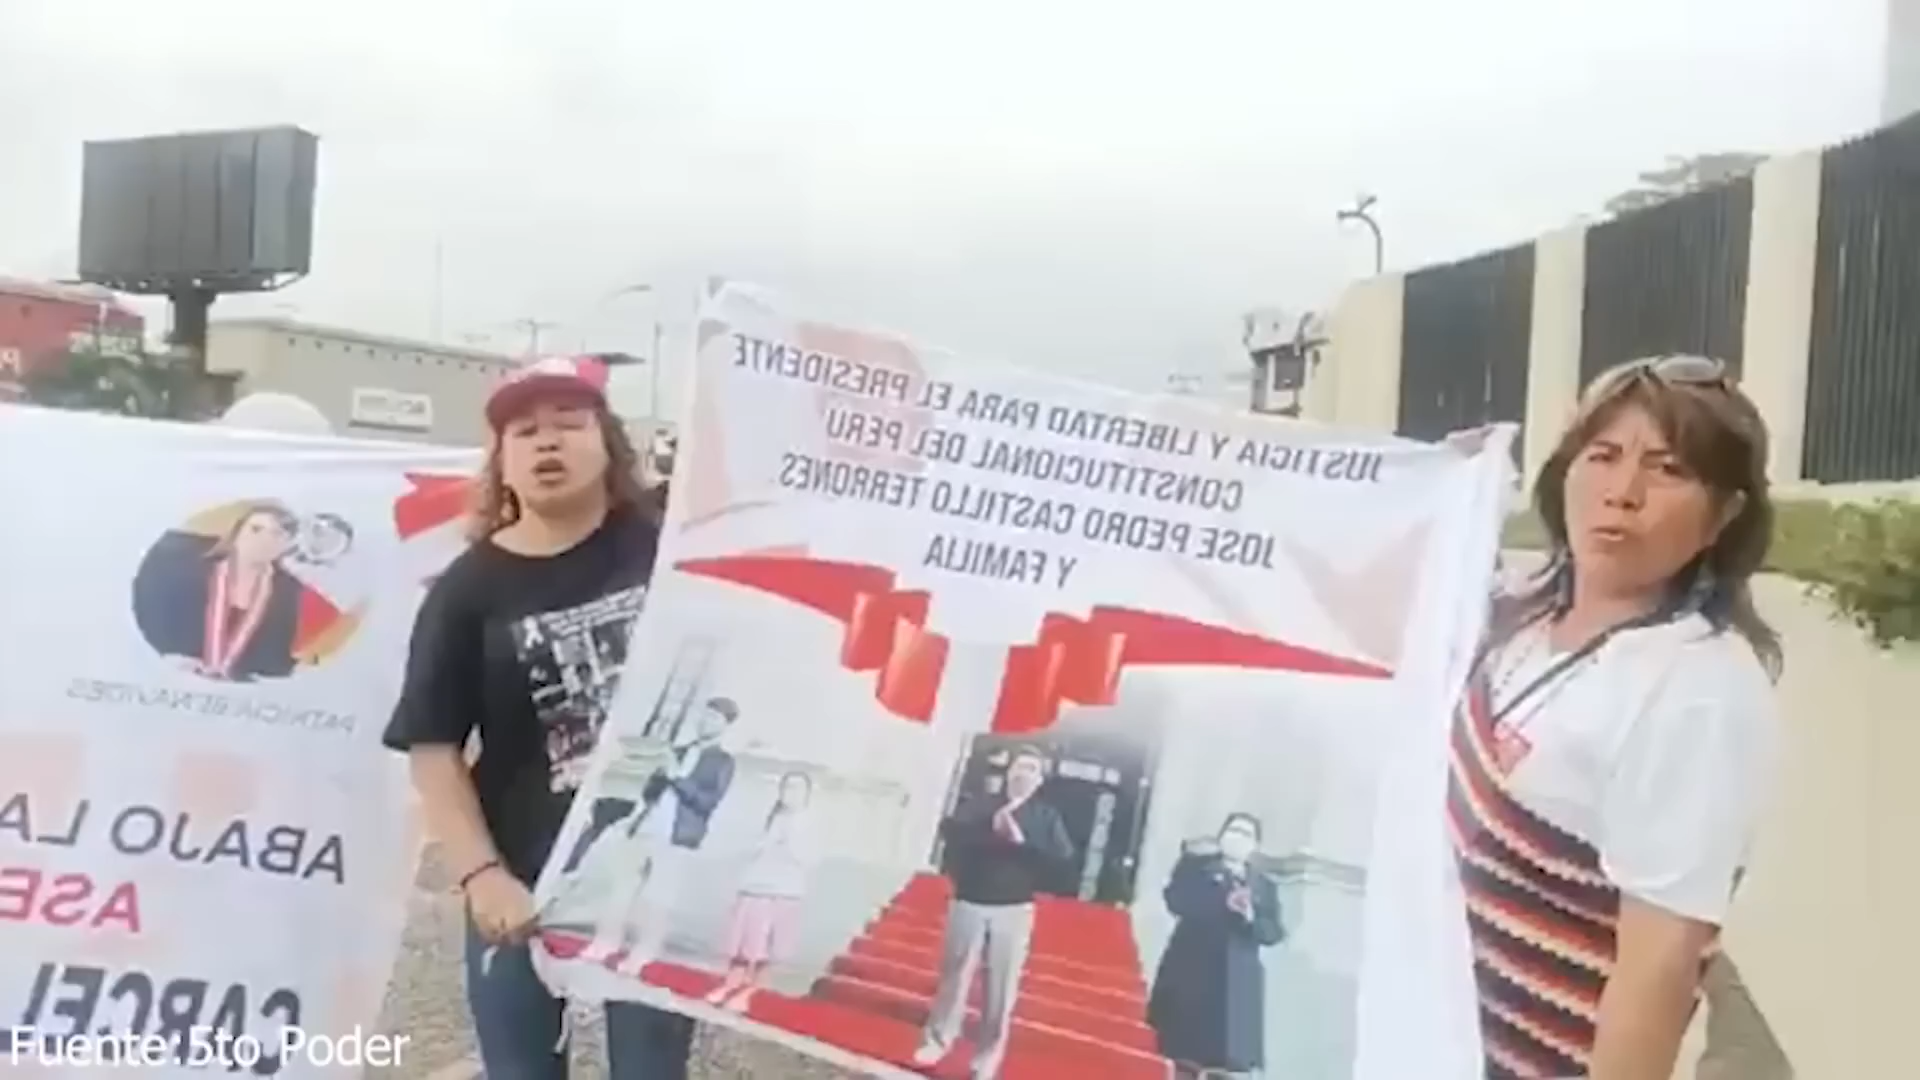 JUSTICIA Y LIBERTAD PARA EL PRESIDENTE
CONSTITUCIONAL DEL PERU
JOSE PEDRO CASTILLO TERRONES
Y FAMILIA
PATRICIA BENAVIDES
ABAJO LA
ASE
CARCEL
Fuente:5to Poder